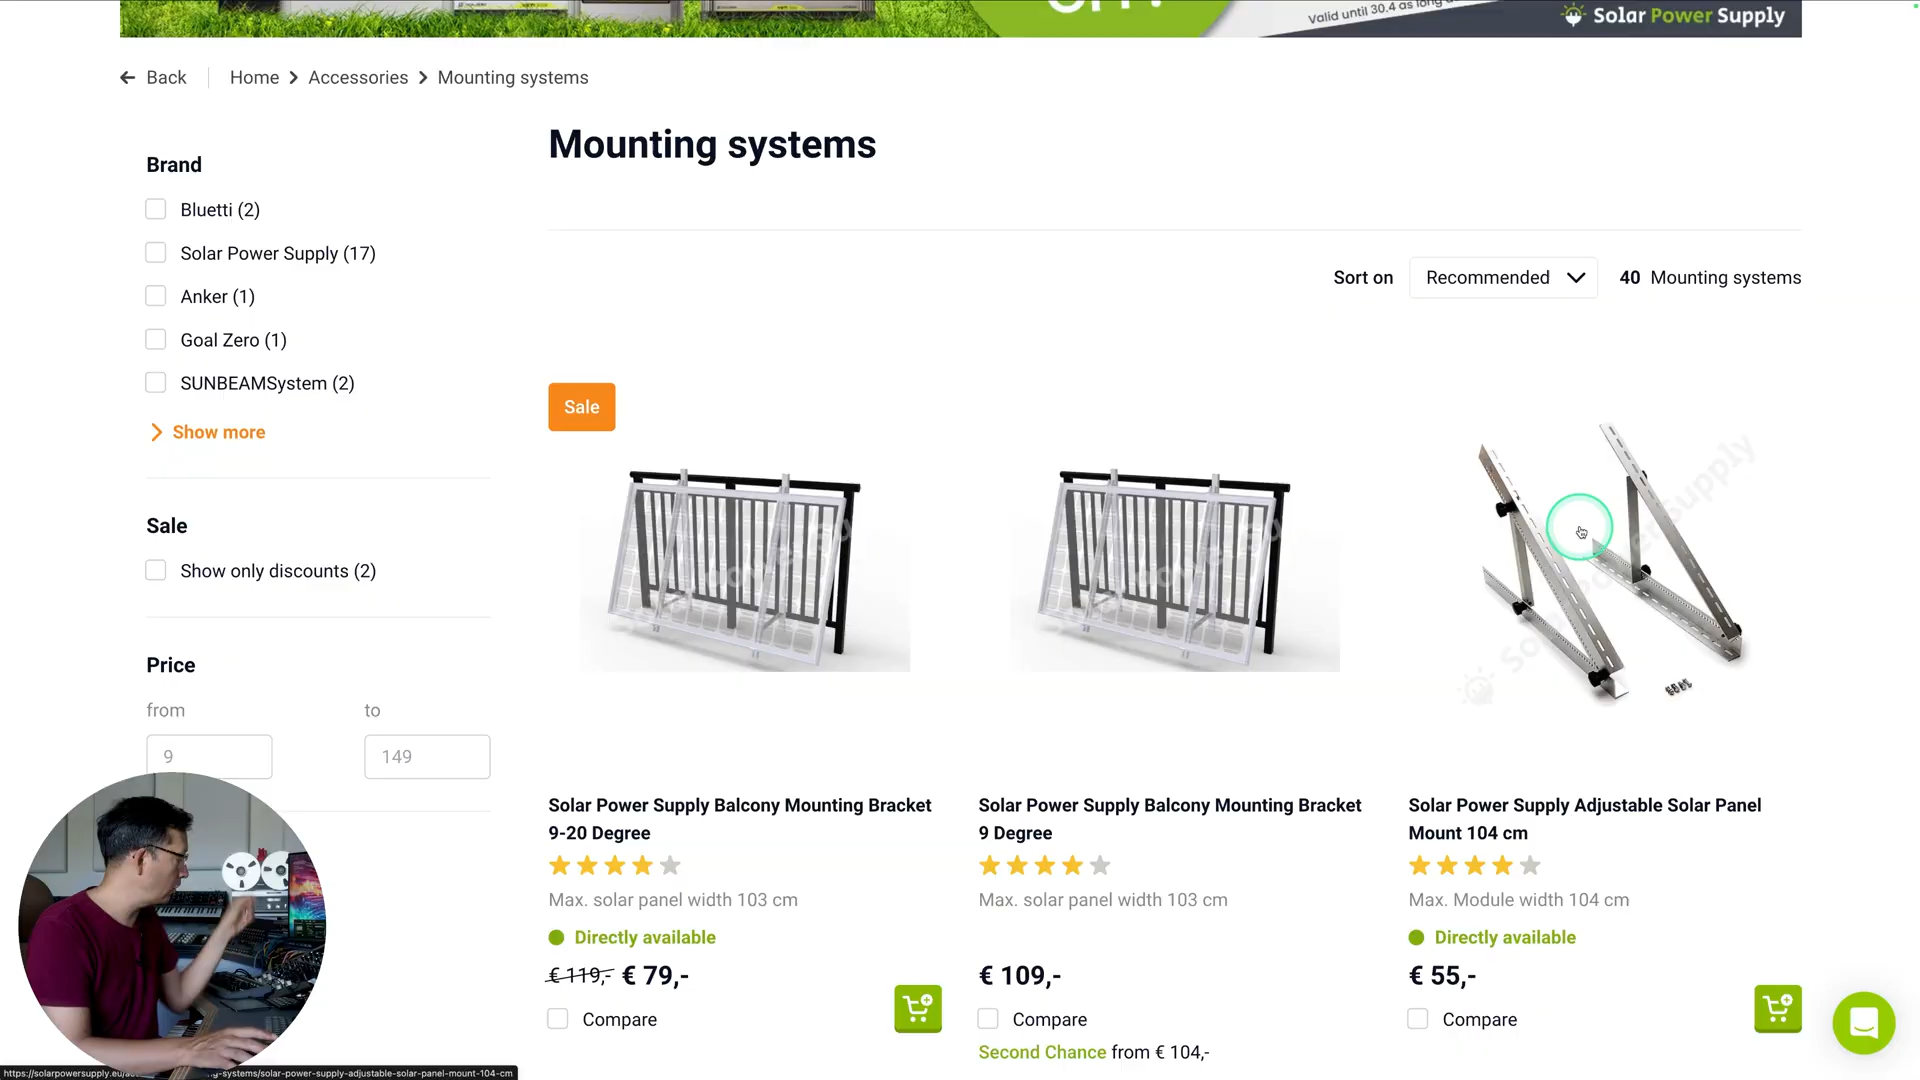 Valid until 30.4 as long
Solar Power Supply
Back
Home > Accessories > Mounting systems
Mounting systems
Brand
Bluetti (2)
Solar Power Supply (17)
Anker (1)
Goal Zero (1)
SUNBEAMSystem (2)
Show more
Sale
Show only discounts (2)
Price
from
to
9
149
Sort on
Recommended
40 Mounting systems
Sale
Solar Power Supply Balcony Mounting Bracket
9-20 Degree
Max. solar panel width 103 cm
Directly available
€ 119,- € 79,-
Compare
Solar Power Supply Balcony Mounting Bracket
9 Degree
Max. solar panel width 103 cm
€ 109,-
Compare
Second Chance from € 104,-
Solar Power Supply
Solar Power Supply Adjustable Solar Panel
Mount 104 cm
Max. Module width 104 cm
Directly available
€ 55,-
Compare